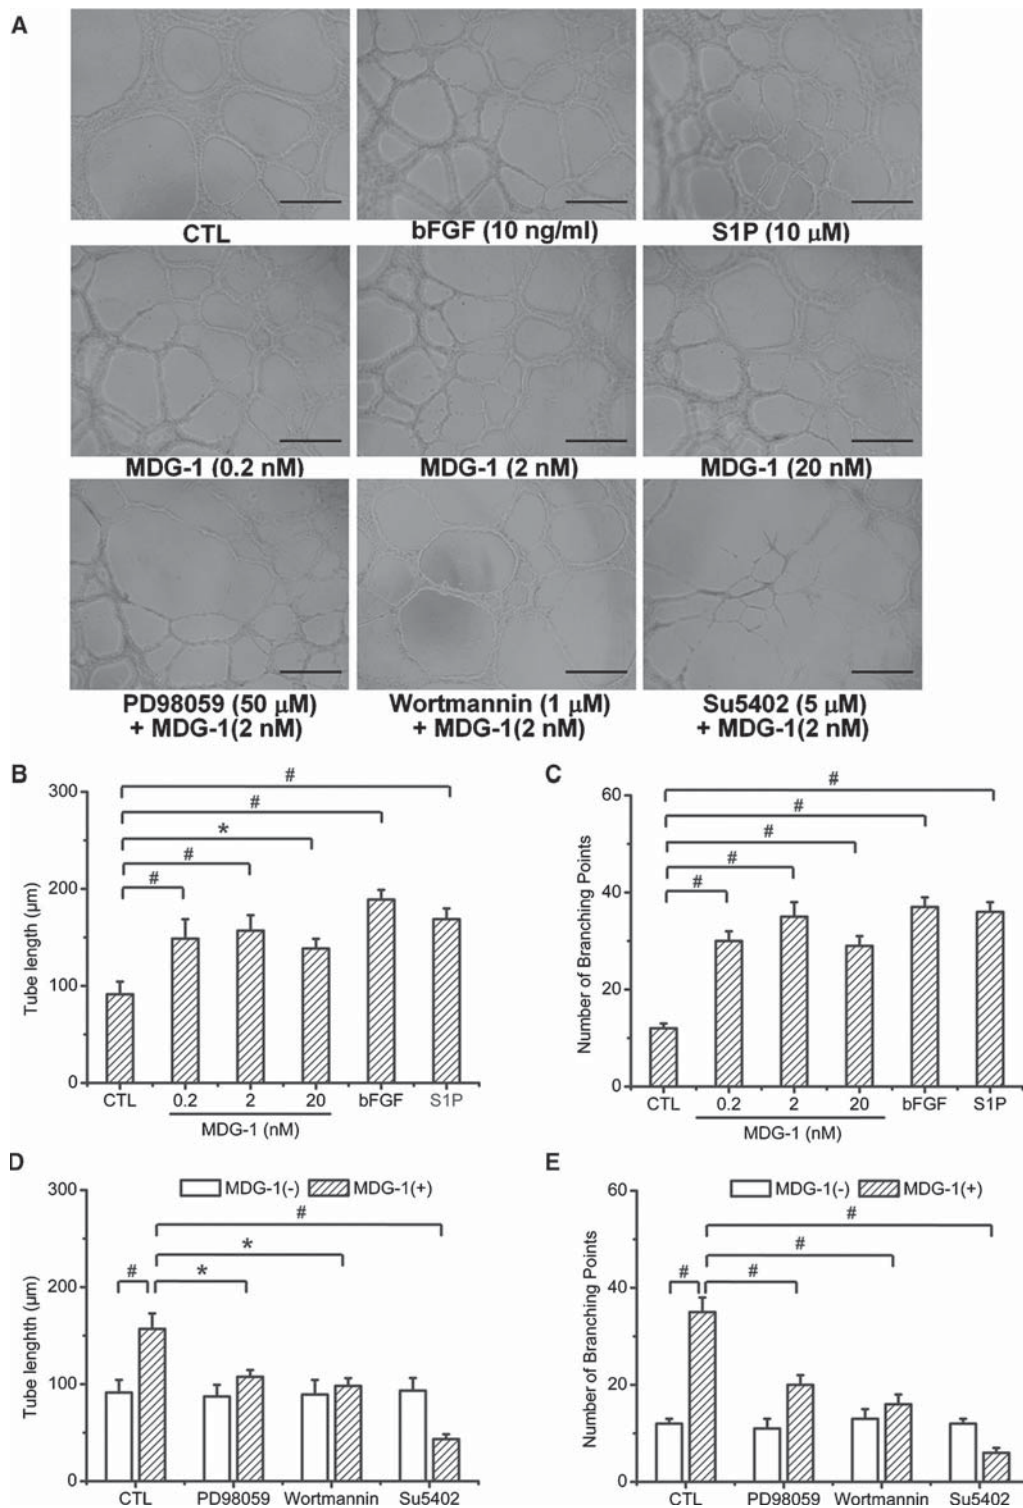 A
CTL
bFGF (10 ng/ml)
S1P (10 μM)
MDG-1 (0.2 nM)
MDG-1 (2 nM)
MDG-1 (20 nM)
PD98059 (50 μM)
+ MDG-1(2 nM)
Wortmannin (1 μM)
+ MDG-1(2 nM)
Su5402 (5 μM)
+ MDG-1(2 nM)
B
300
200
100
0
Tube length (μm)
#
#
*
#
#
CTL
0.2
2
20
bFGF
S1P
MDG-1 (nM)
C
60
40
20
0
Number of Branching Points
#
#
#
#
#
CTL
0.2
2
20
bFGF
S1P
MDG-1 (nM)
D
300
200
100
0
Tube lenghth (μm)
MDG-1(-)
MDG-1(+)
#
*
# *
CTL
PD98059
Wortmannin
Su5402
E
60
40
20
0
Number of Branching Points
MDG-1(-)
MDG-1(+)
#
#
# #
CTL
PD98059
Wortmannin
Su5402